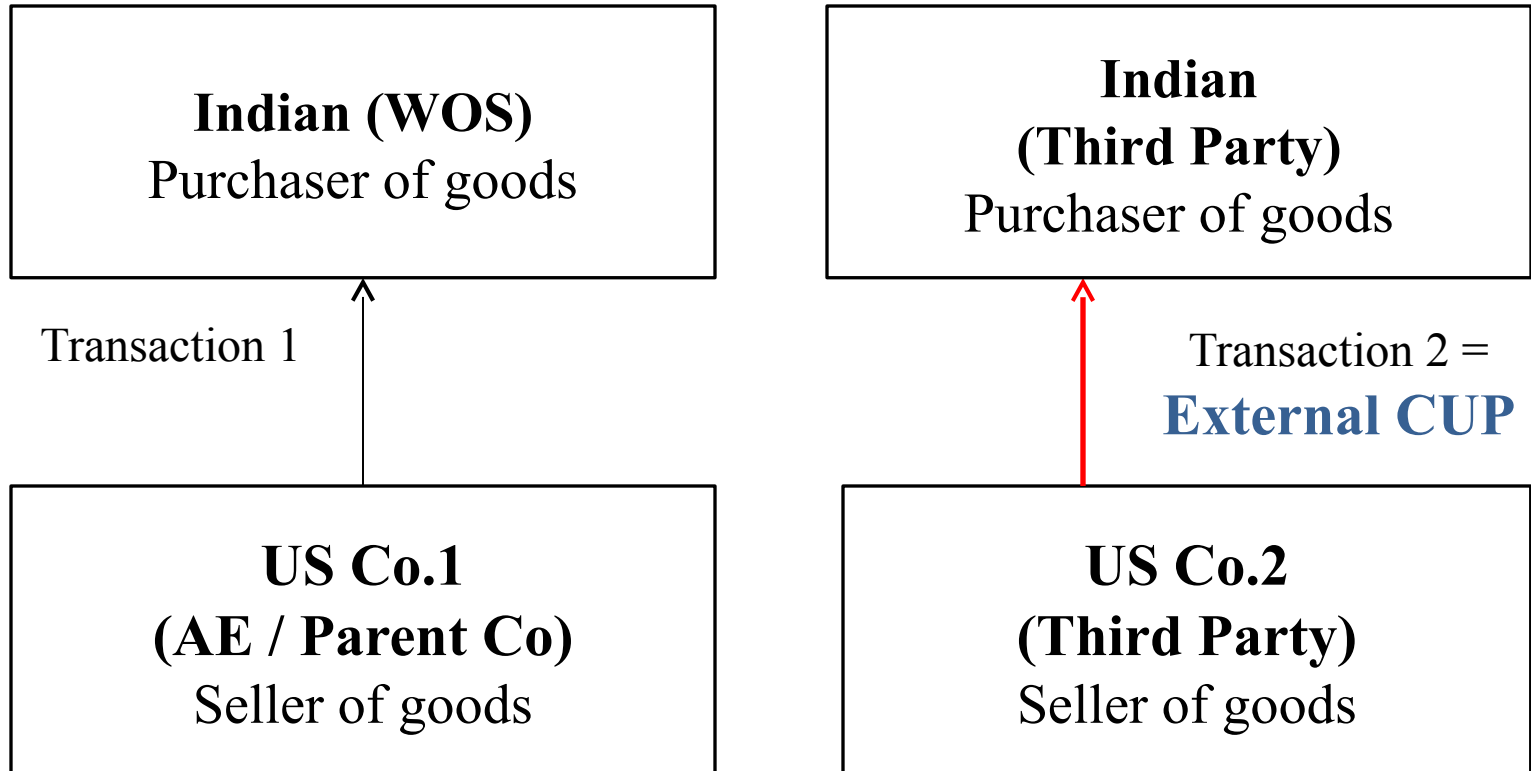 Indian (WOS)
Purchaser of goods
Indian
(Third Party)
Purchaser of goods
Transaction 1
Transaction 2 =
External CUP
US Co.1
(AE / Parent Co)
Seller of goods
US Co.2
(Third Party)
Seller of goods